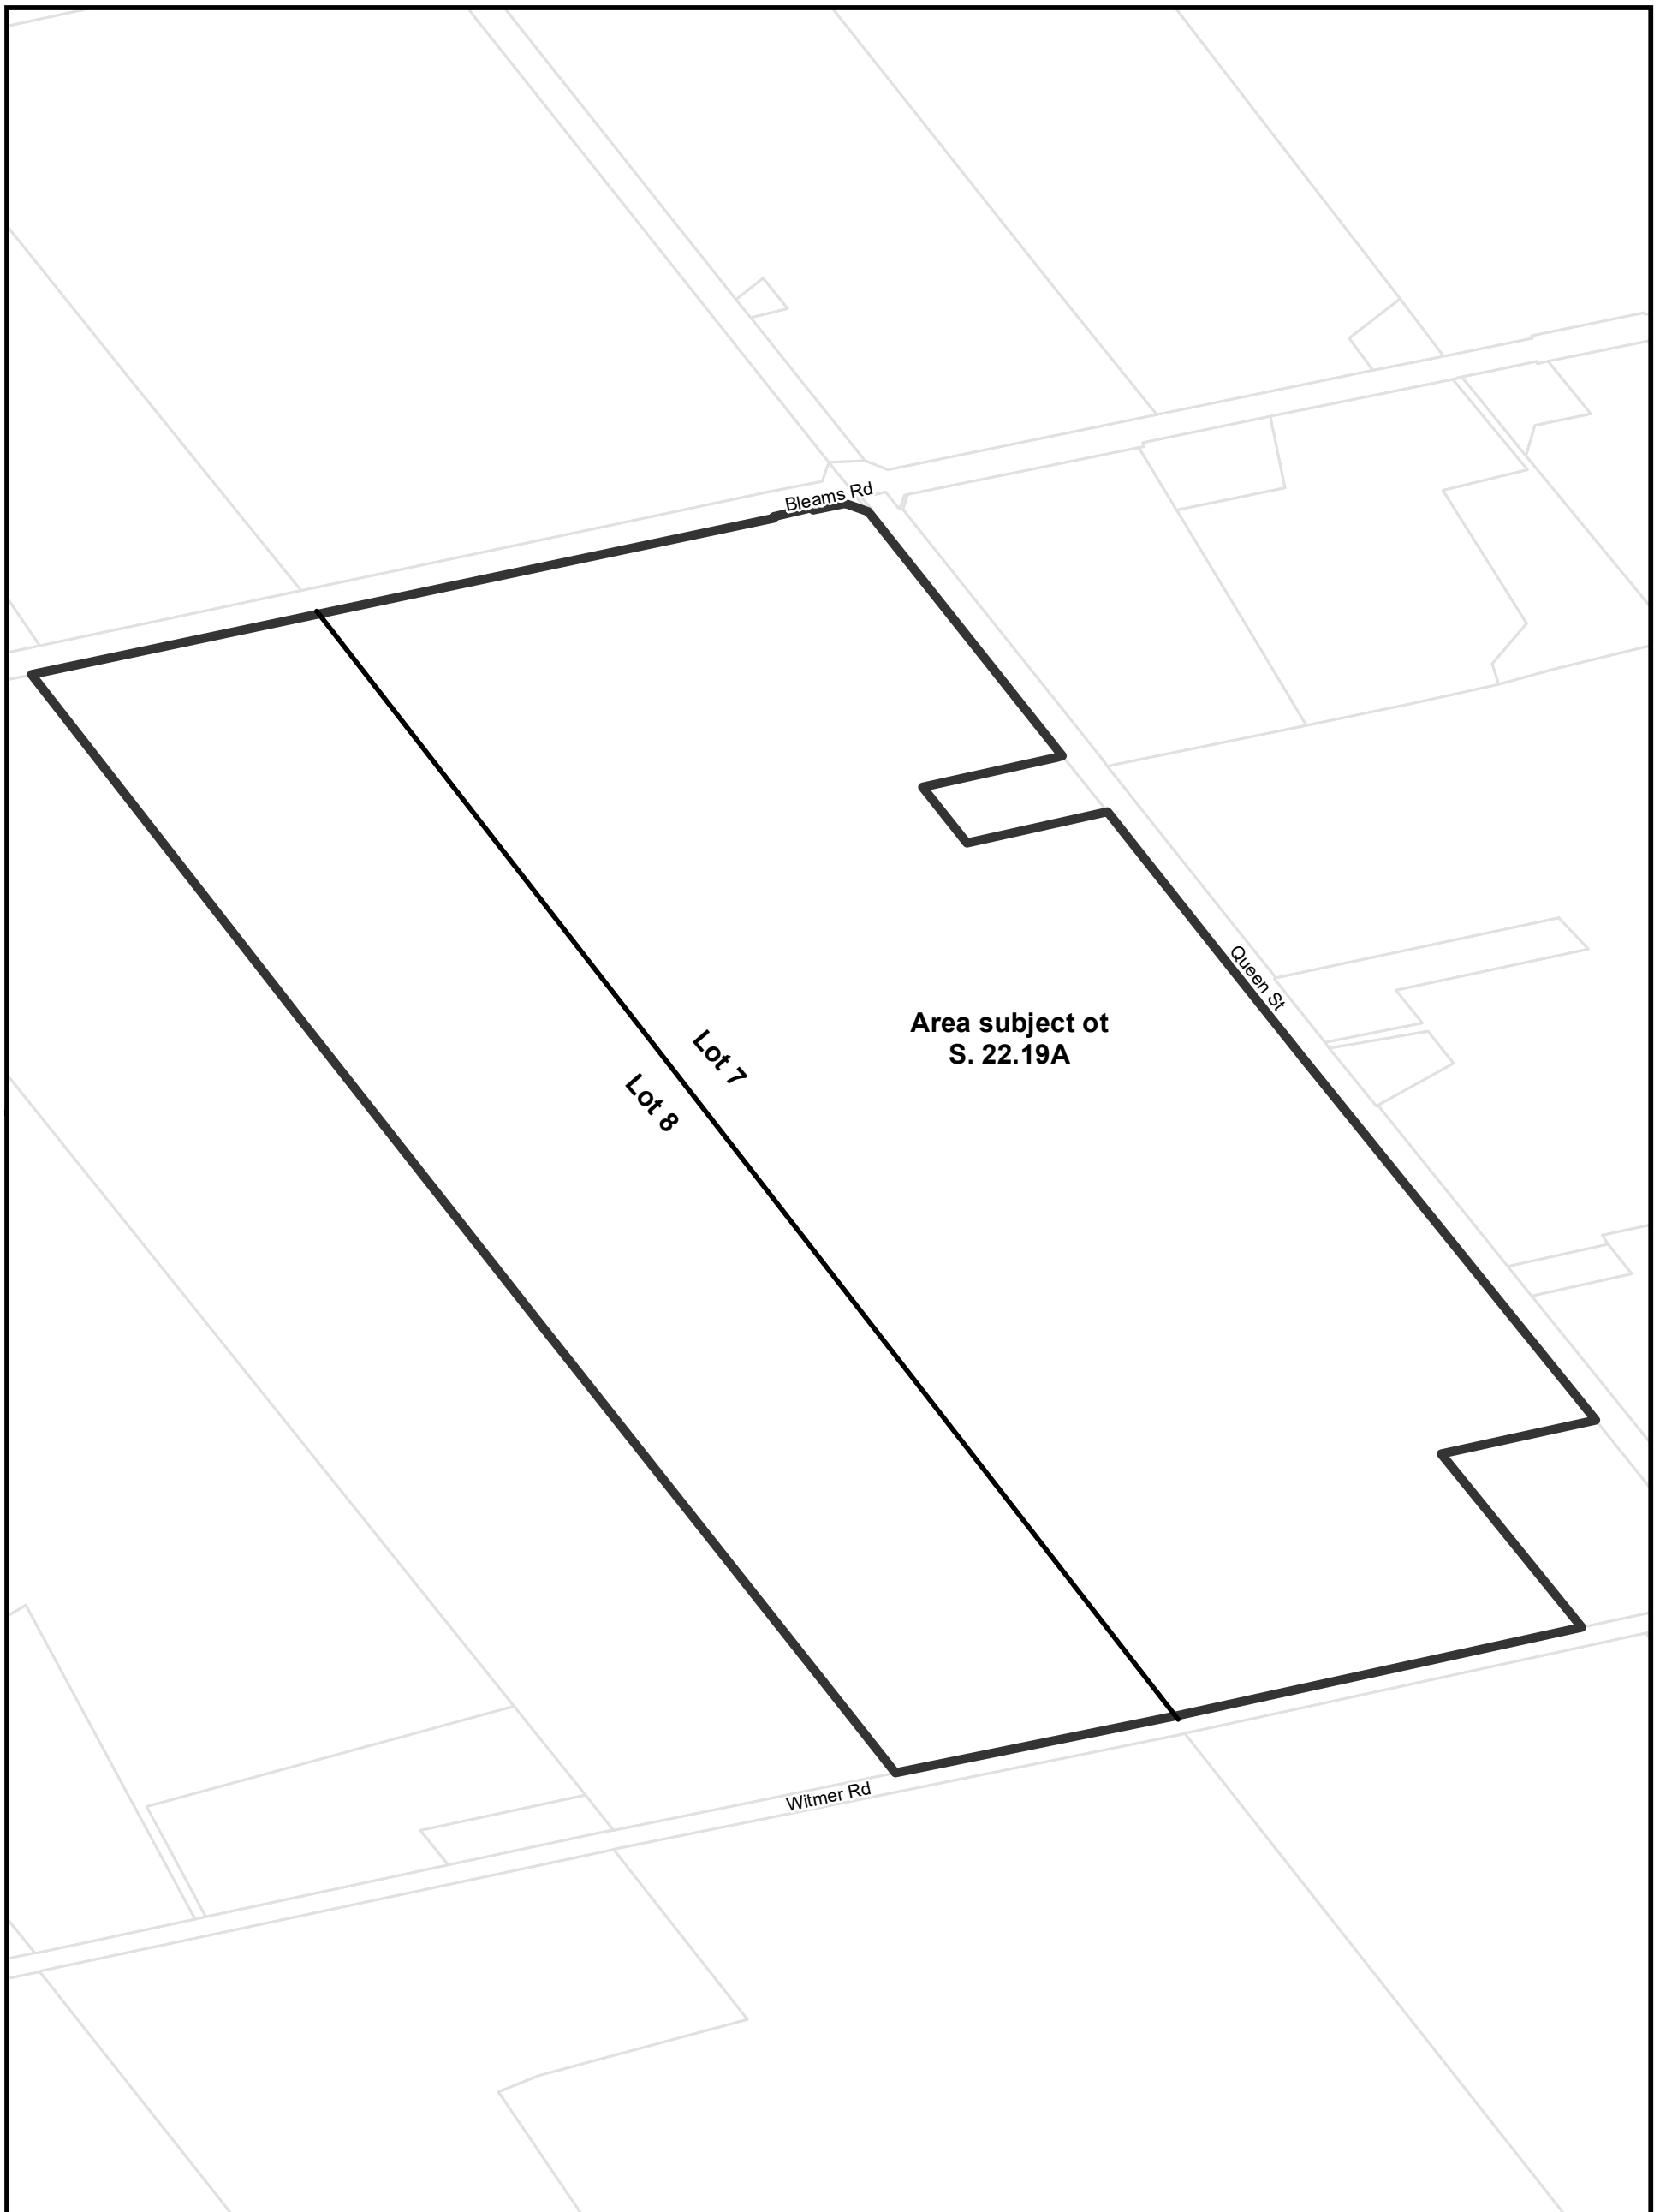 Bleams Rd
Queen St
Area subject ot
S. 22.19A
Lot 7
Lot 8
Witmer Rd